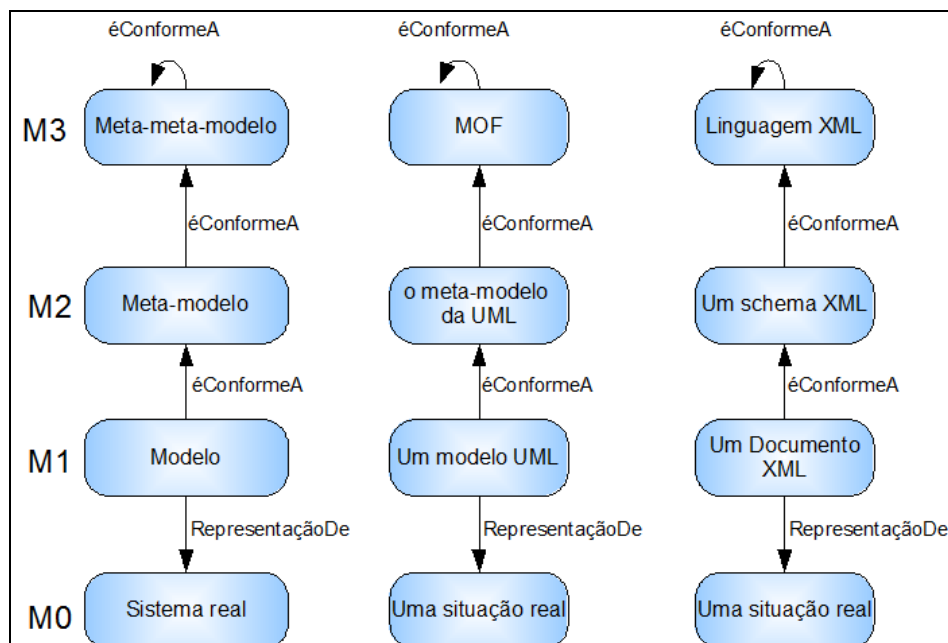 éConformeA éConformeA éConformeA
M3 Meta-meta-modelo MOF Linguagem XML
éConformeA éConformeA éConformeA
M2 Meta-modelo o meta-modelo
da UML Um schema XML
éConformeA éConformeA éConformeA
M1 Modelo Um modelo UML Um Documento
XML
RepresentaçãoDe RepresentaçãoDe RepresentaçãoDe
M0 Sistema real Uma situação real Uma situação real